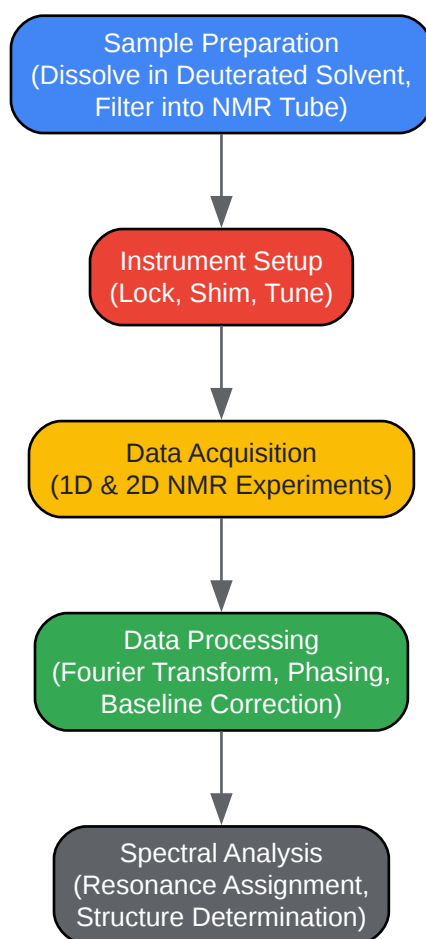 Sample Preparation
(Dissolve in Deuterated Solvent,
Filter into NMR Tube)
Instrument Setup
(Lock, Shim, Tune)
Data Acquisition
(1D & 2D NMR Experiments)
Data Processing
(Fourier Transform, Phasing,
Baseline Correction)
Spectral Analysis
(Resonance Assignment,
Structure Determination)